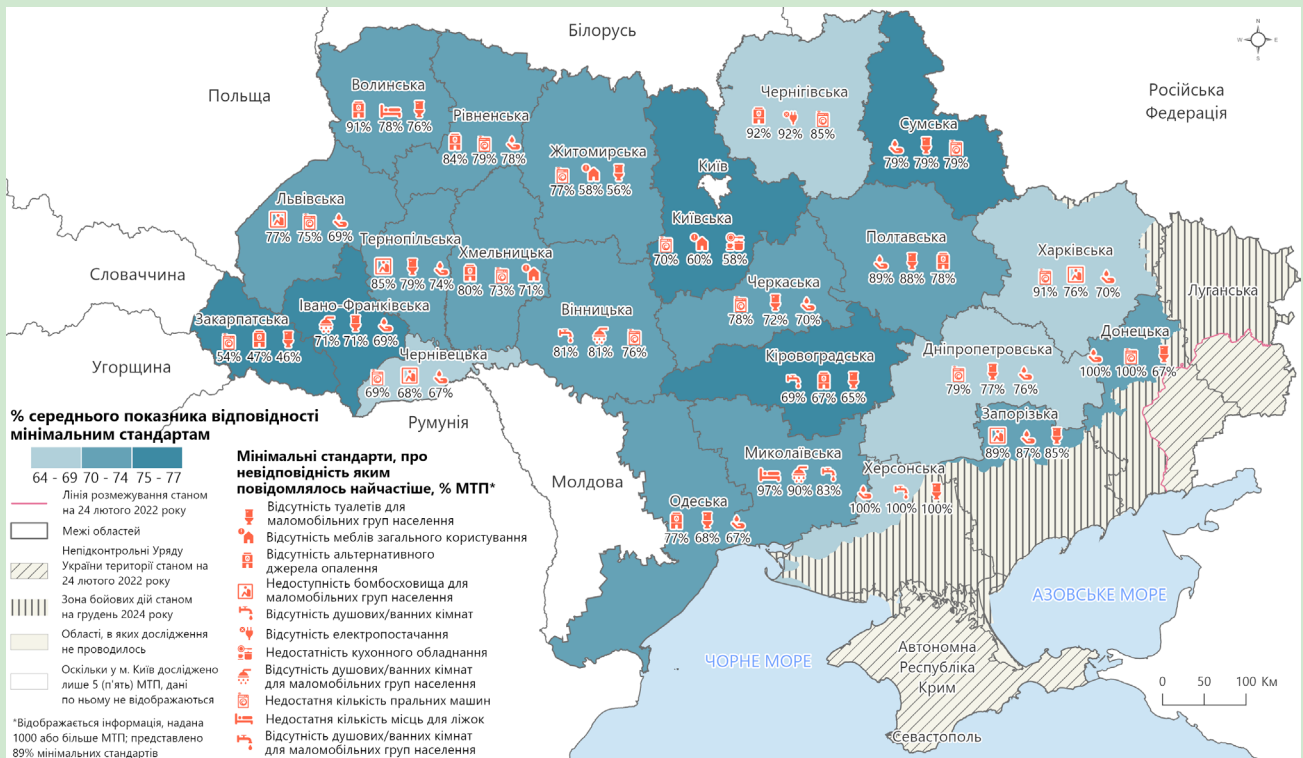 Білорусь
Польща
Російська
Федерація
Словаччина
Угорщина
Румунія
Молдова
N
W
E
S
Волинська
91% 78% 76%
Рівненська
84% 79% 78%
Житомирська
77% 58% 56%
Київ
Київська
70% 60% 58%
Чернігівська
92% 92% 85%
Сумська
79% 79% 79%
Львівська
77% 75% 69%
Тернопільська
85% 79% 74%
Хмельницька
80% 73% 71%
Вінницька
81% 81% 76%
Черкаська
78% 72% 70%
Полтавська
89% 88% 78%
Харківська
91% 76% 70%
Луганська
Закарпатська
54% 47% 46%
Івано-Франківська
71% 71% 69%
Чернівецька
69% 68% 67%
Кіровоградська
69% 67% 65%
Дніпропетровська
79% 77% 76%
Донецька
100% 100% 67%
Запорізька
89% 87% 85%
Миколаївська
97% 90% 83%
Херсонська
100% 100% 100%
Одеська
77% 68% 67%
АЗОВСЬКЕ МОРЕ
ЧОРНЕ МОРЕ
Автономна
Республіка
Крим
Севастополь
0 50 100 Км
% середнього показника відповідності
мінімальним стандартам
64 - 69 70 - 74 75 - 77
Лінія розмежування станом
на 24 лютого 2022 року
Межі областей
Непідконтрольні Уряду
України території станом на
24 лютого 2022 року
Зона бойових дій станом
на грудень 2024 року
Області, в яких дослідження
не проводилось
Оскільки у м. Київ досліджено
лише 5 (п'ять) МТП, дані
по ньому не відображаються
*Відображається інформація, надана
1000 або більше МТП; представлено
89% мінімальних стандартів
Мінімальні стандарти, про
невідповідність яким
повідомлялось найчастіше, % МТП*
Відсутність туалетів для
маломобільних груп населення
Відсутність меблів загального користування
Відсутність альтернативного
джерела опалення
Недоступність бомбосховища для
маломобільних груп населення
Відсутність душових/ванних кімнат
Відсутність електропостачання
Недостатність кухонного обладнання
Відсутність душових/ванних кімнат
для маломобільних груп населення
Недостатня кількість пральних машин
Недостатня кількість місць для ліжок
Відсутність душових/ванних кімнат
для маломобільних груп населення